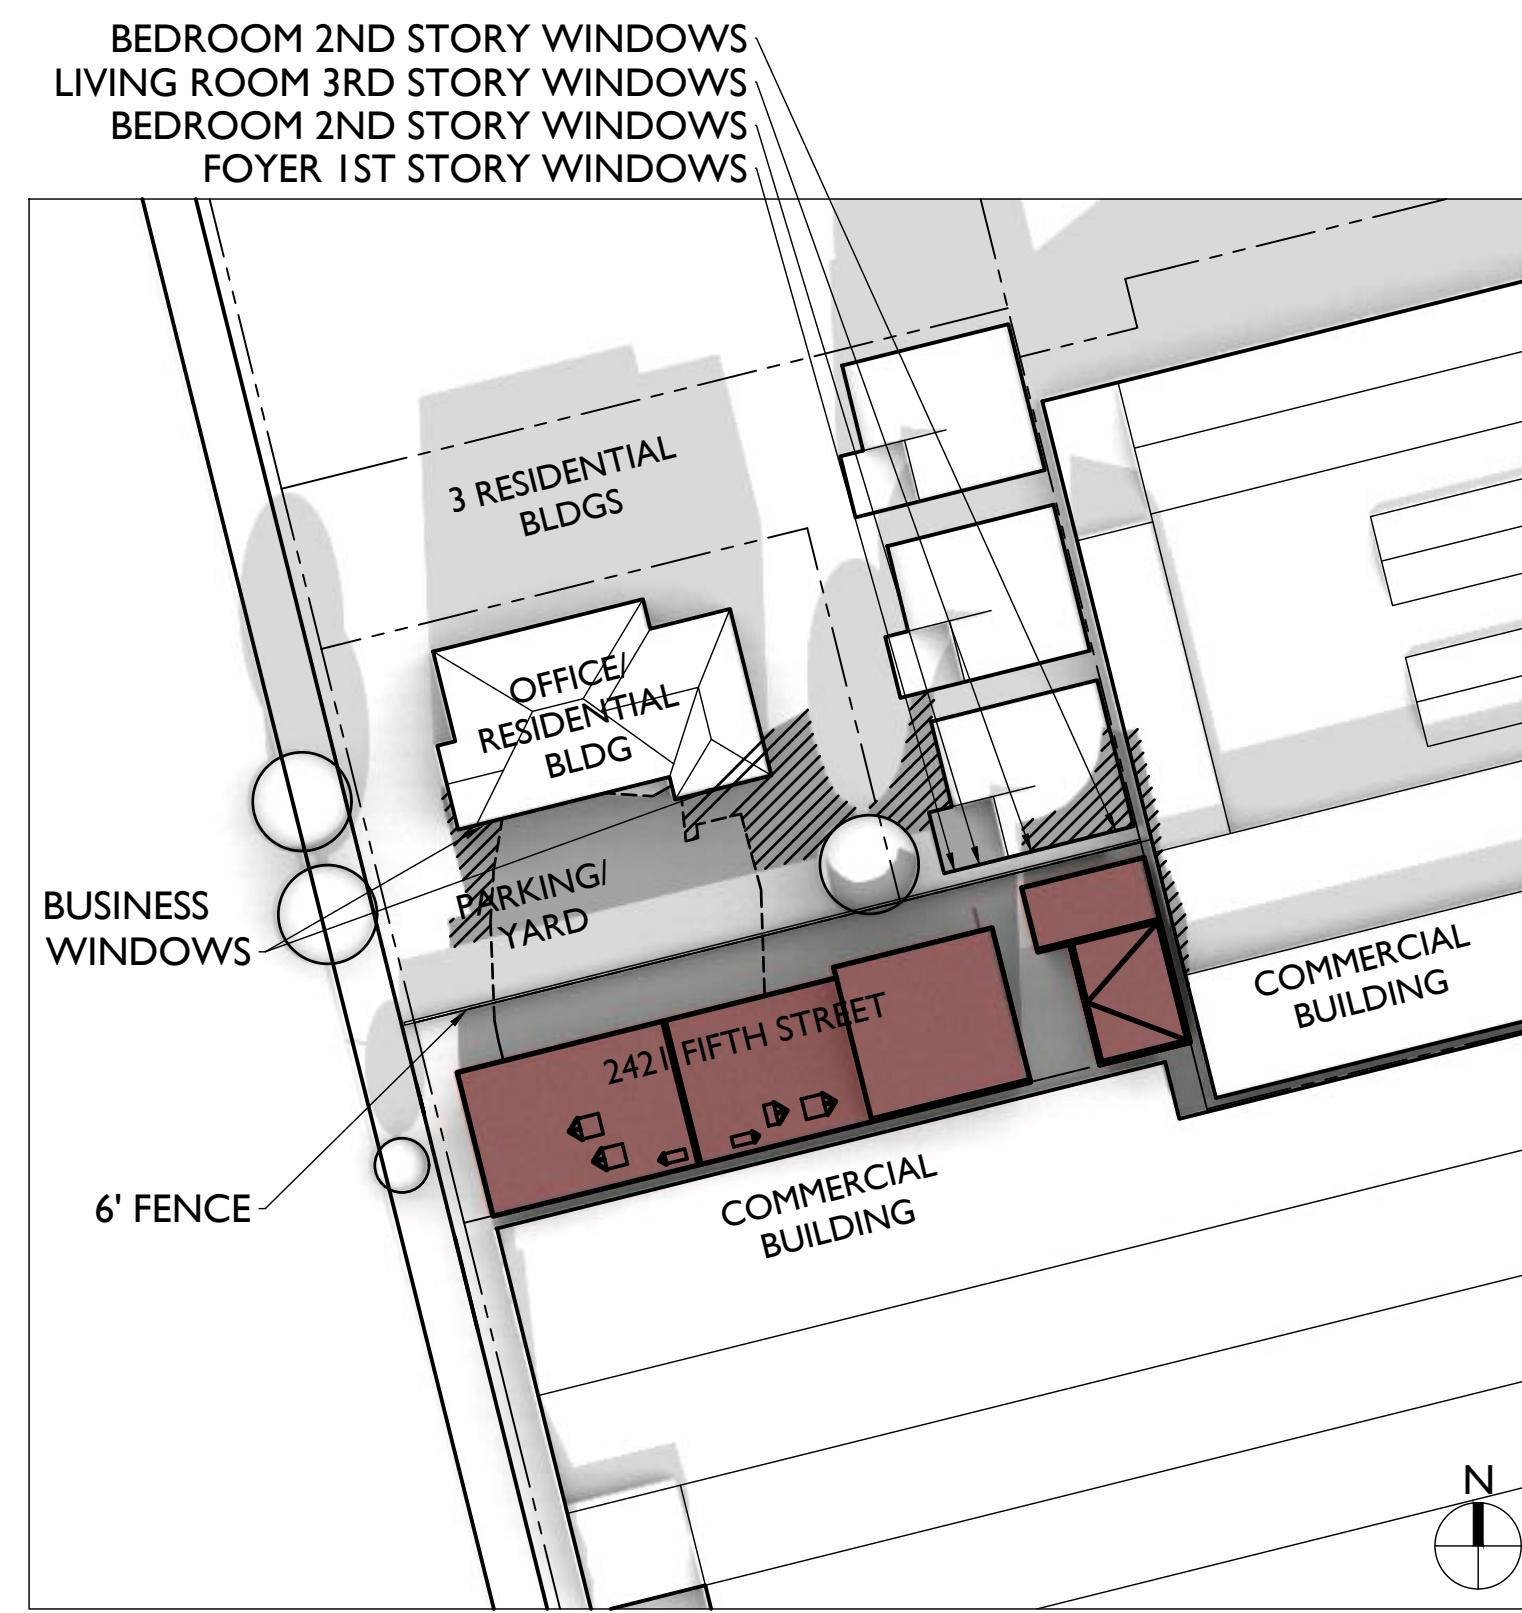 BEDROOM 2ND STORY WINDOWS
LIVING ROOM 3RD STORY WINDOWS
BEDROOM 2ND STORY WINDOWS
FOYER 1ST STORY WINDOWS
3 RESIDENTIAL
BLDGS
OFFICE/
RESIDENTIAL
BLDG
PARKING/
YARD
BUSINESS
WINDOWS
COMMERCIAL
BUILDING
2421 FIFTH STREET
6' FENCE
COMMERCIAL
BUILDING
N